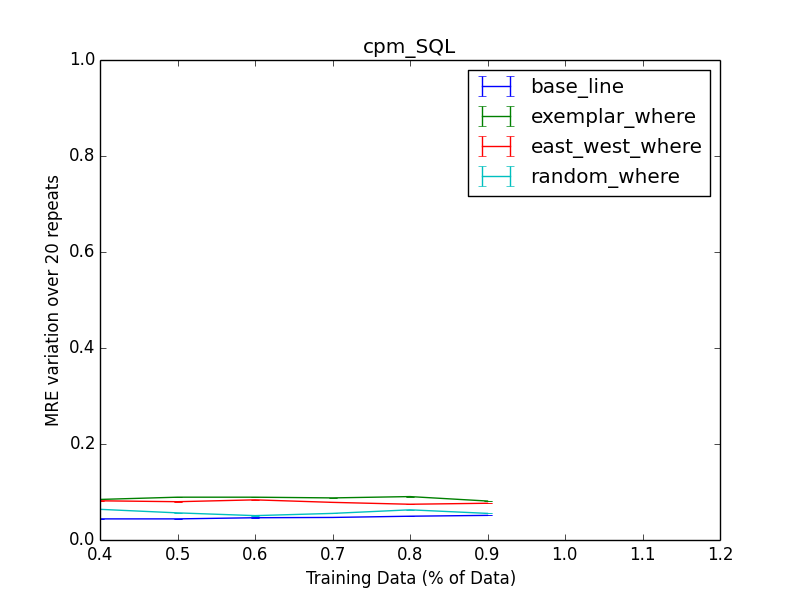 cpm_SQL
base_line
exemplar_where
east_west_where
random_where
MRE variation over 20 repeats
1.0
0.8
0.6
0.4
0.2
0.0
0.4 0.5 0.6 0.7 0.8 0.9 1.0 1.1 1.2
Training Data (% of Data)